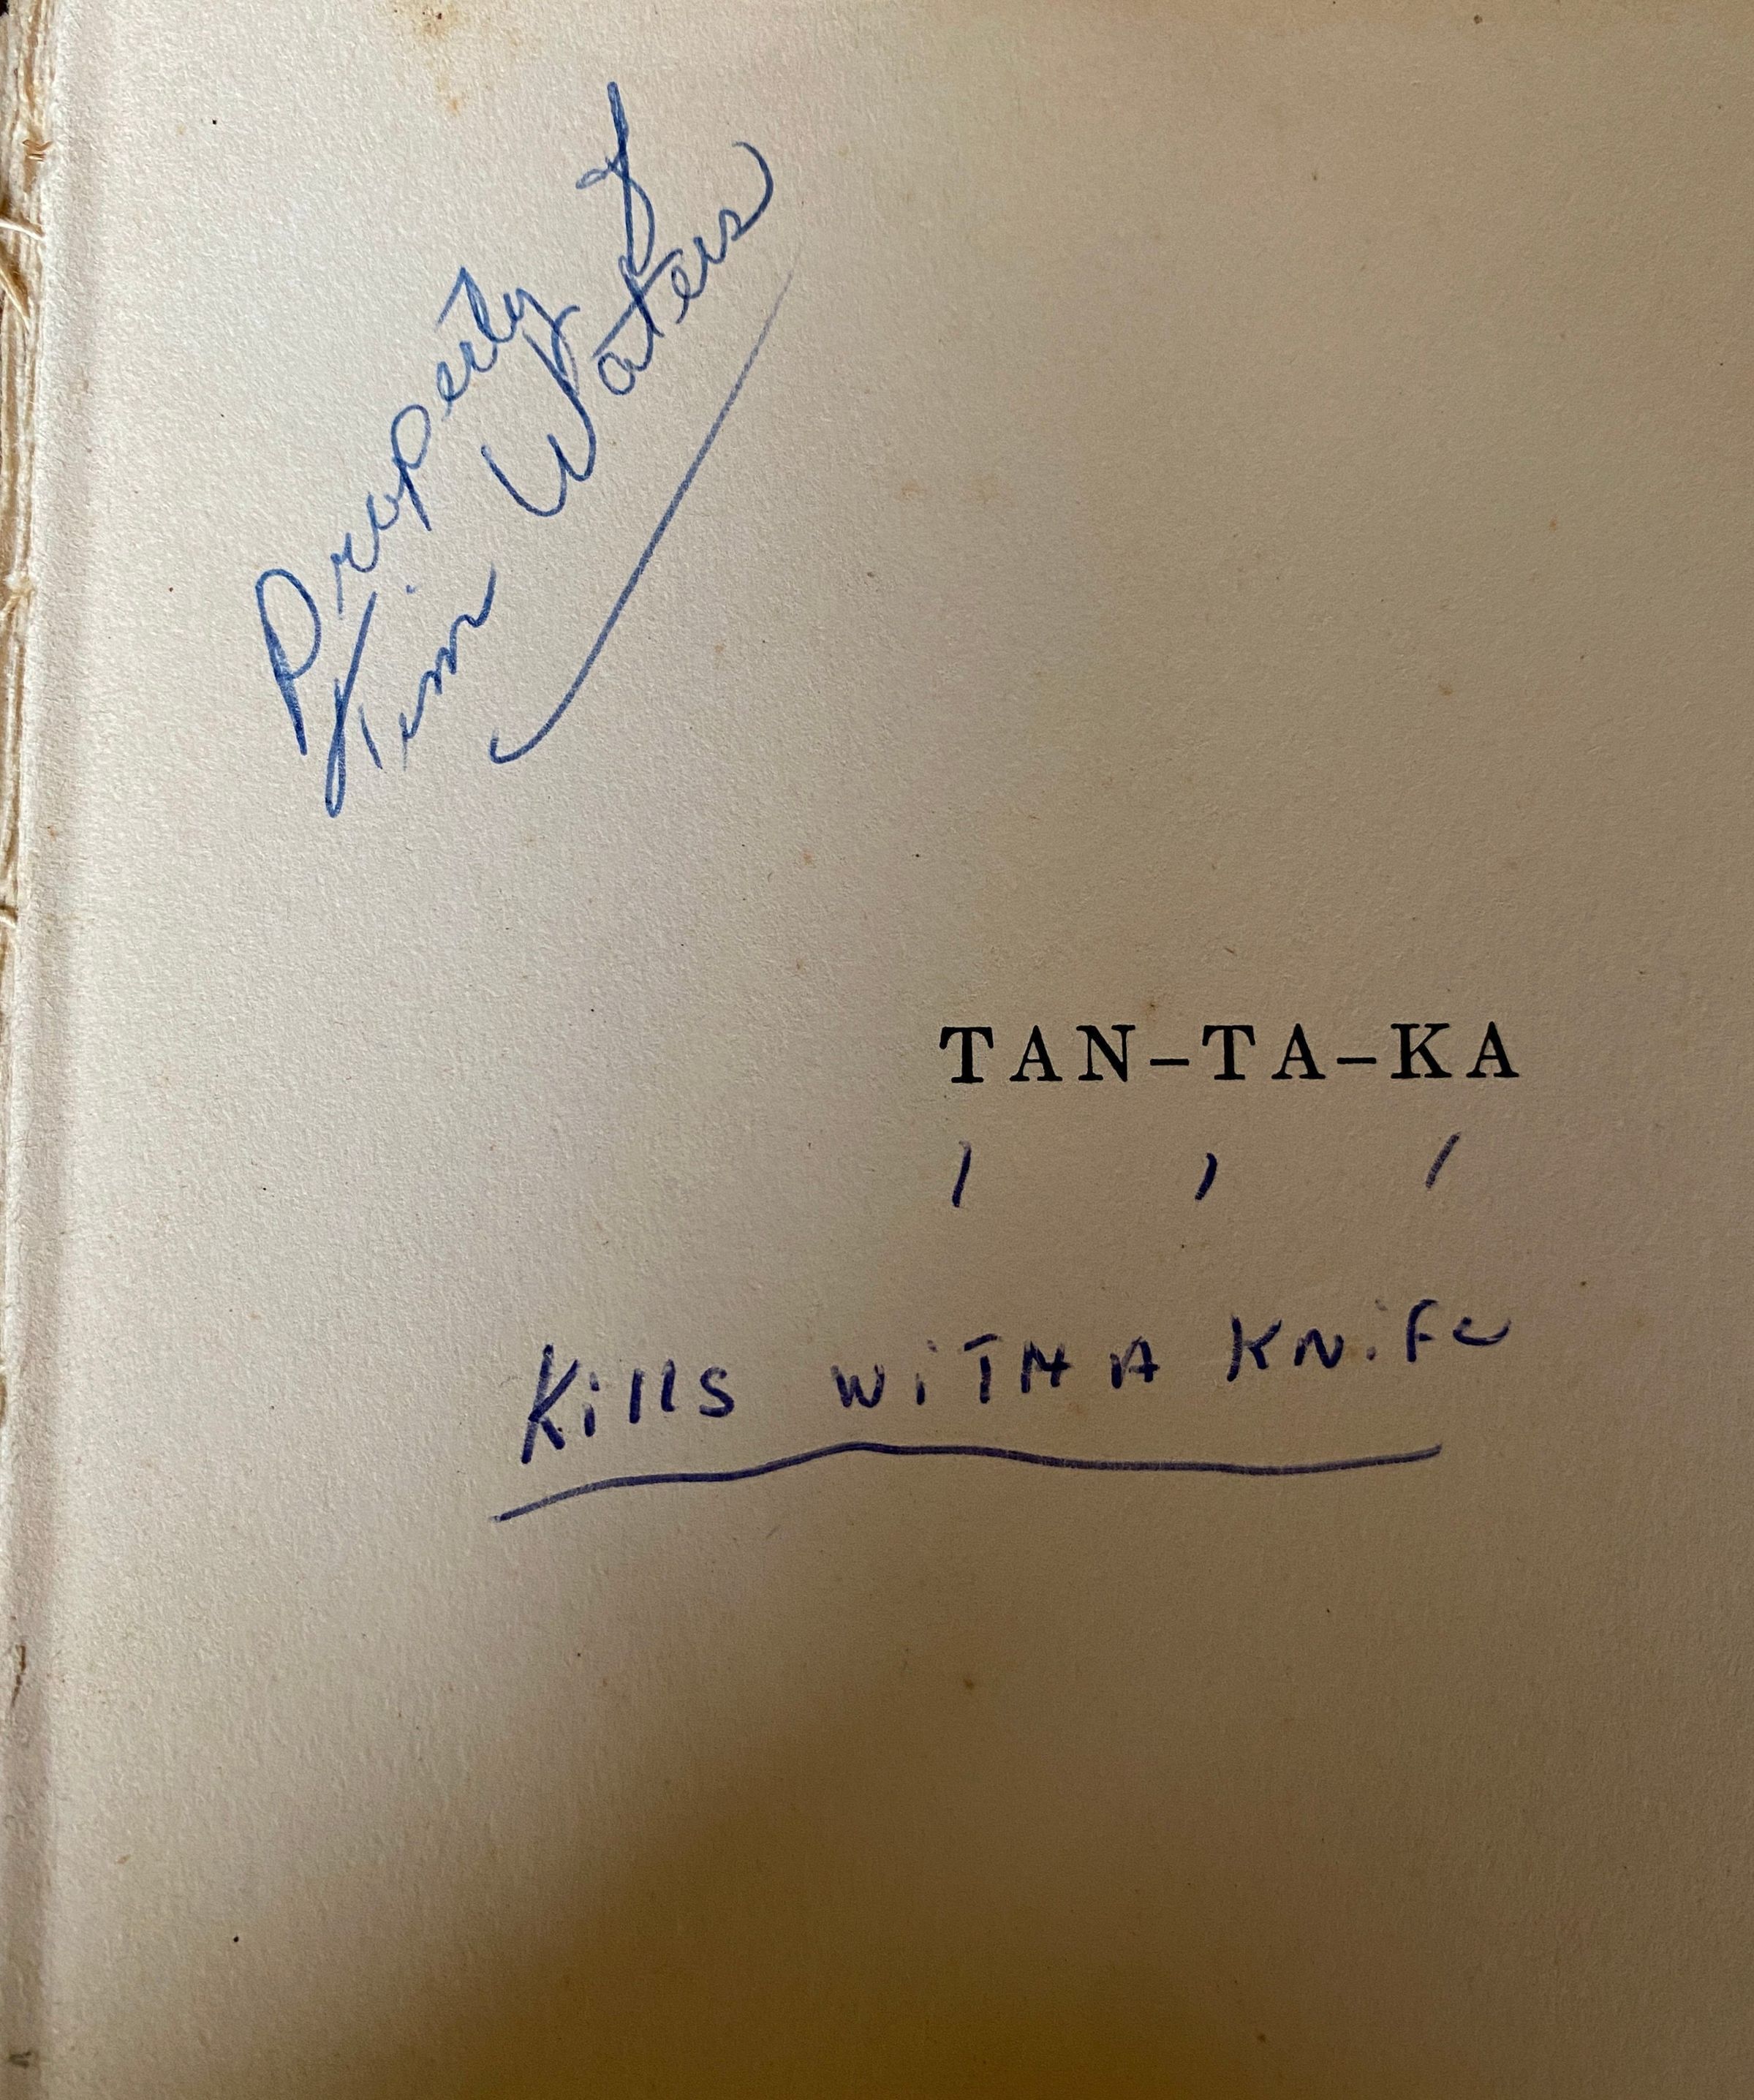 Property of
Tim Waters
TAN–TA–KA
Kills WiTH A KNife